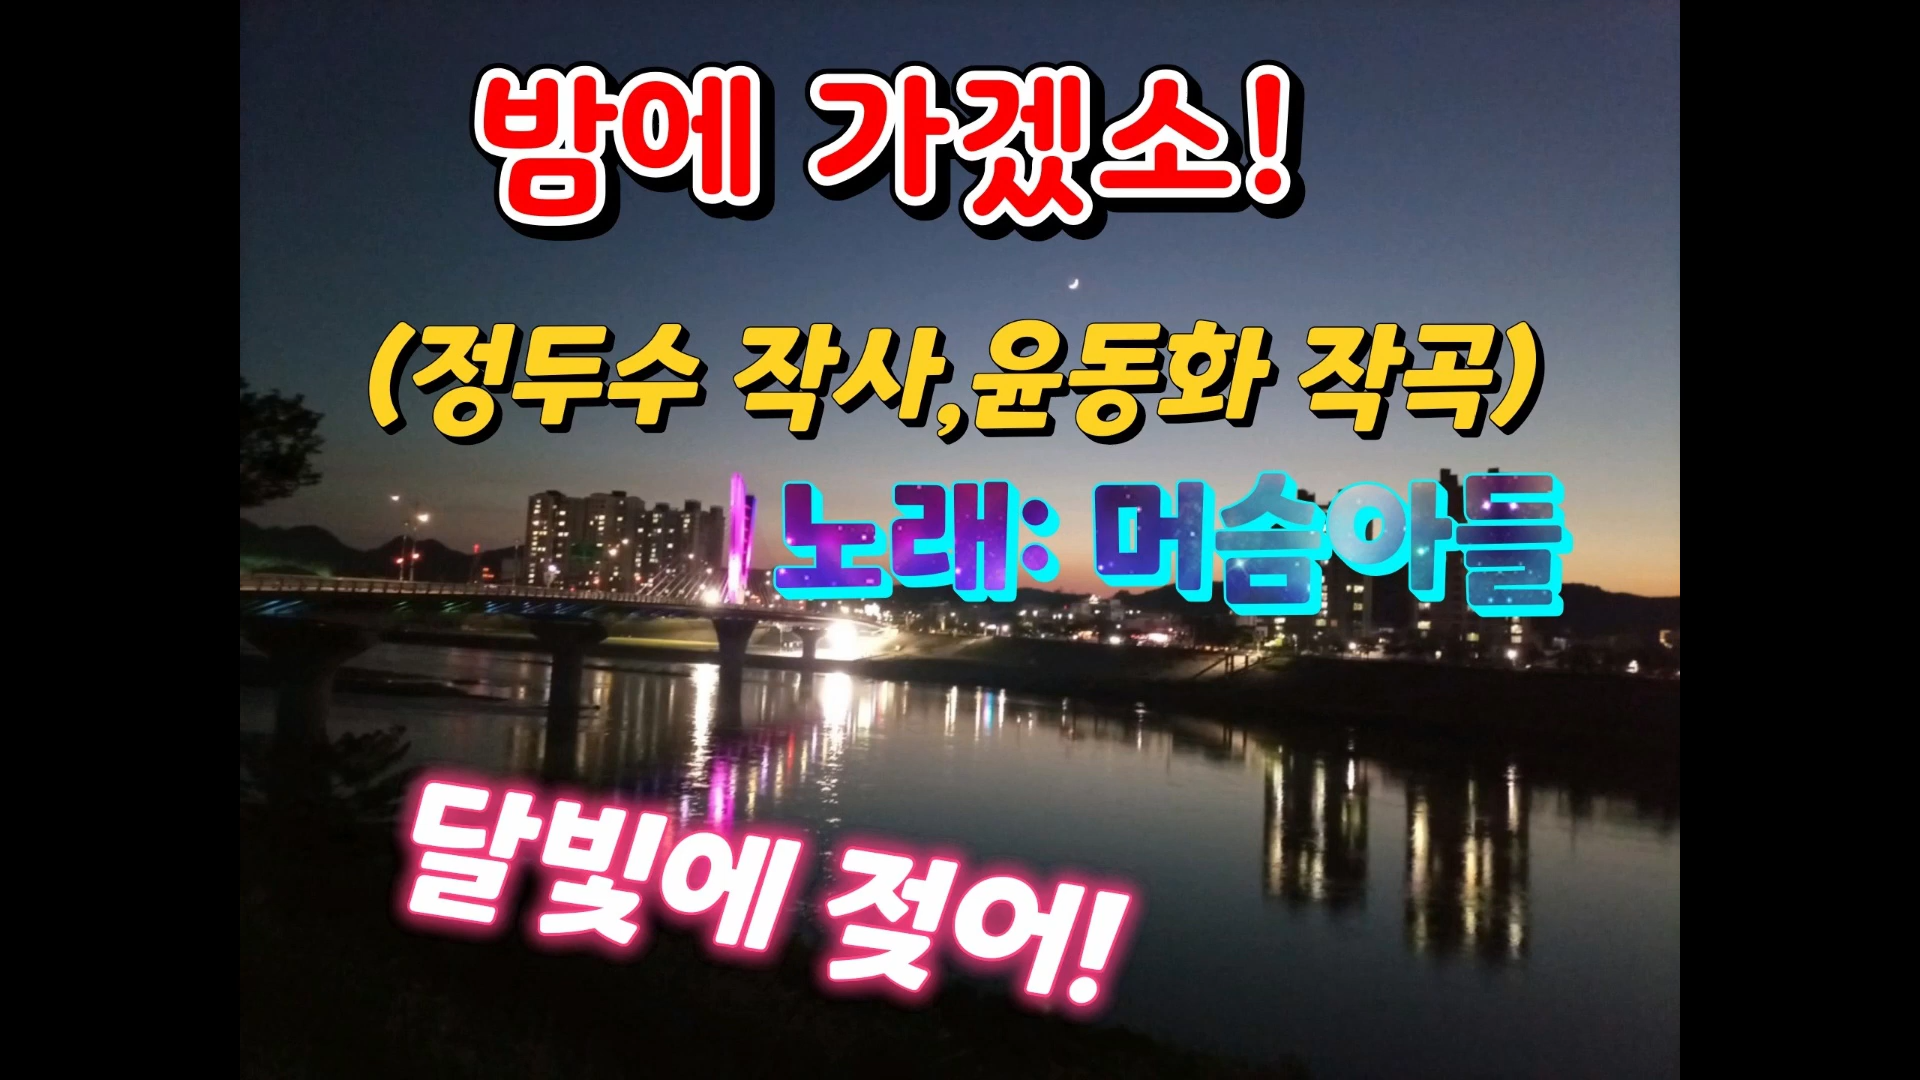 밤에 가겠소!
(정두수 작사,윤동화 작곡)
노래: 머슴아들
달빛에 젖어!